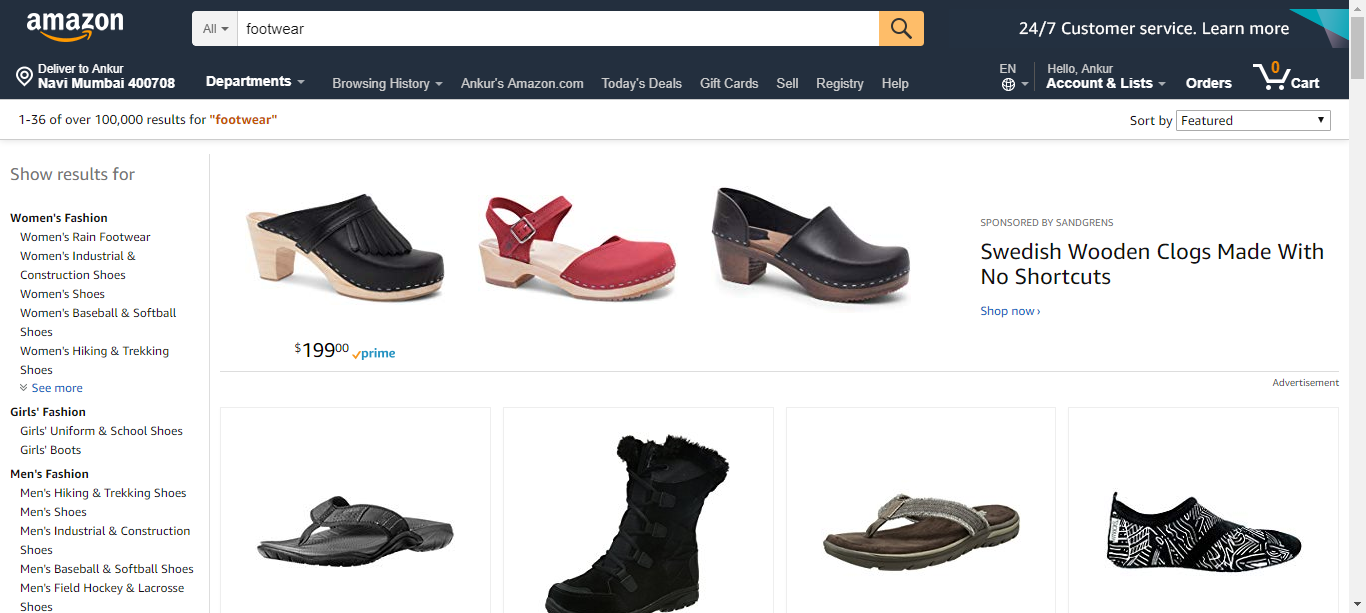 amazon
All
footwear
24/7 Customer service. Learn more
Deliver to Ankur
Navi Mumbai 400708
Departments
Browsing History
Ankur's Amazon.com
Today's Deals
Gift Cards
Sell
Registry
Help
EN
Hello, Ankur
Account & Lists
Orders
0
Cart
1-36 of over 100,000 results for "footwear"
Sort by Featured
Show results for
Women's Fashion
Women's Rain Footwear
Women's Industrial &
Construction Shoes
Women's Shoes
Women's Baseball & Softball
Shoes
Women's Hiking & Trekking
Shoes
See more
Girls' Fashion
Girls' Uniform & School Shoes
Girls' Boots
Men's Fashion
Men's Hiking & Trekking Shoes
Men's Shoes
Men's Industrial & Construction
Shoes
Men's Baseball & Softball Shoes
Men's Field Hockey & Lacrosse
Shoes
$19900 prime
SPONSORED BY SANDGRENS
Swedish Wooden Clogs Made With
No Shortcuts
Shop now ›
Advertisement